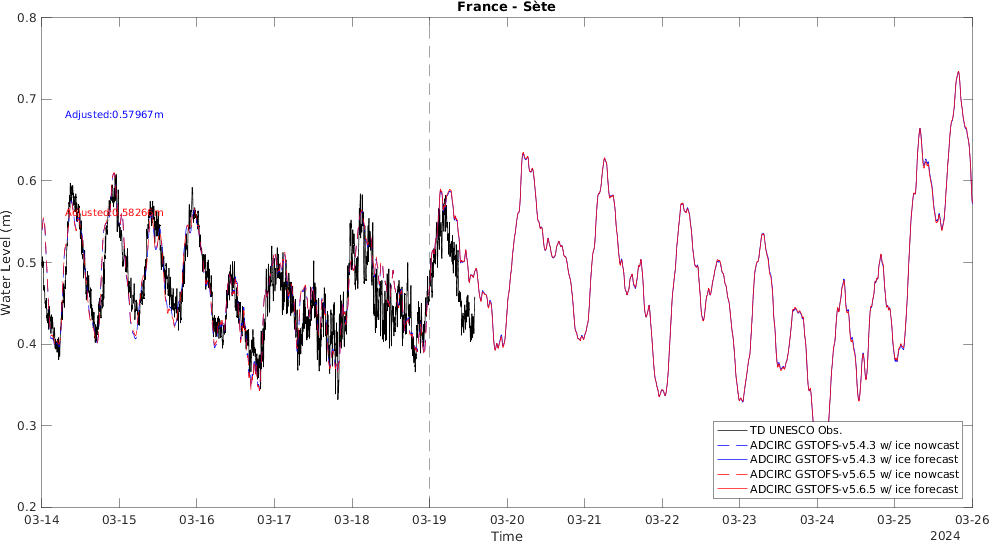 France - Sète
Water Level (m)
0.8
0.7
0.6
0.5
0.4
0.3
0.2
Adjusted:0.57967m
TD UNESCO Obs.
ADCIRC GSTOFS-v5.4.3 w/ ice nowcast
ADCIRC GSTOFS-v5.4.3 w/ ice forecast
ADCIRC GSTOFS-v5.6.5 w/ ice nowcast
ADCIRC GSTOFS-v5.6.5 w/ ice forecast
03-14 03-15 03-16 03-17 03-18 03-19 03-20 03-21 03-22 03-23 03-24 03-25 03-26
Time
2024